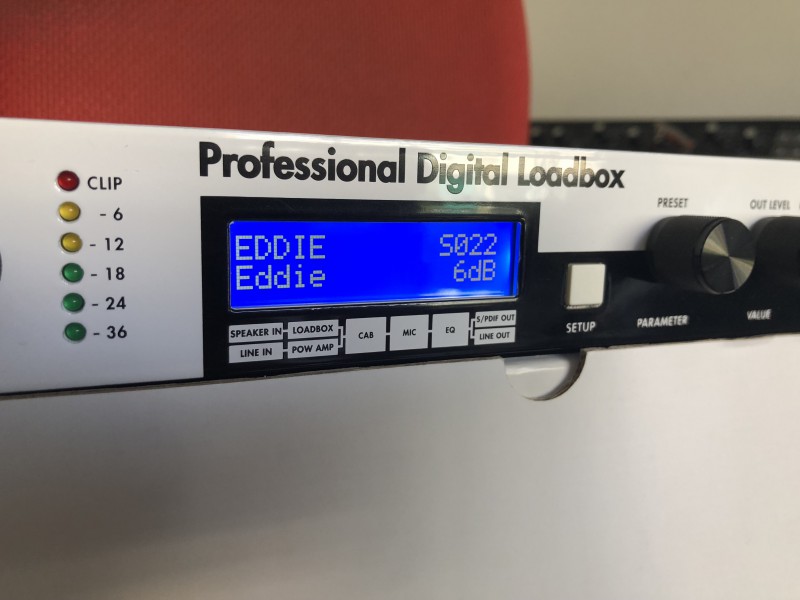 Professional Digital Loadbox
CLIP
- 6
- 12
- 18
- 24
- 36
EDDIE S022
Eddie 6dB
SPEAKER IN LOADBOX CAB MIC EQ S/PDIF OUT
LINE IN POW AMP LINE OUT
PRESET OUT LEVEL
SETUP PARAMETER VALUE